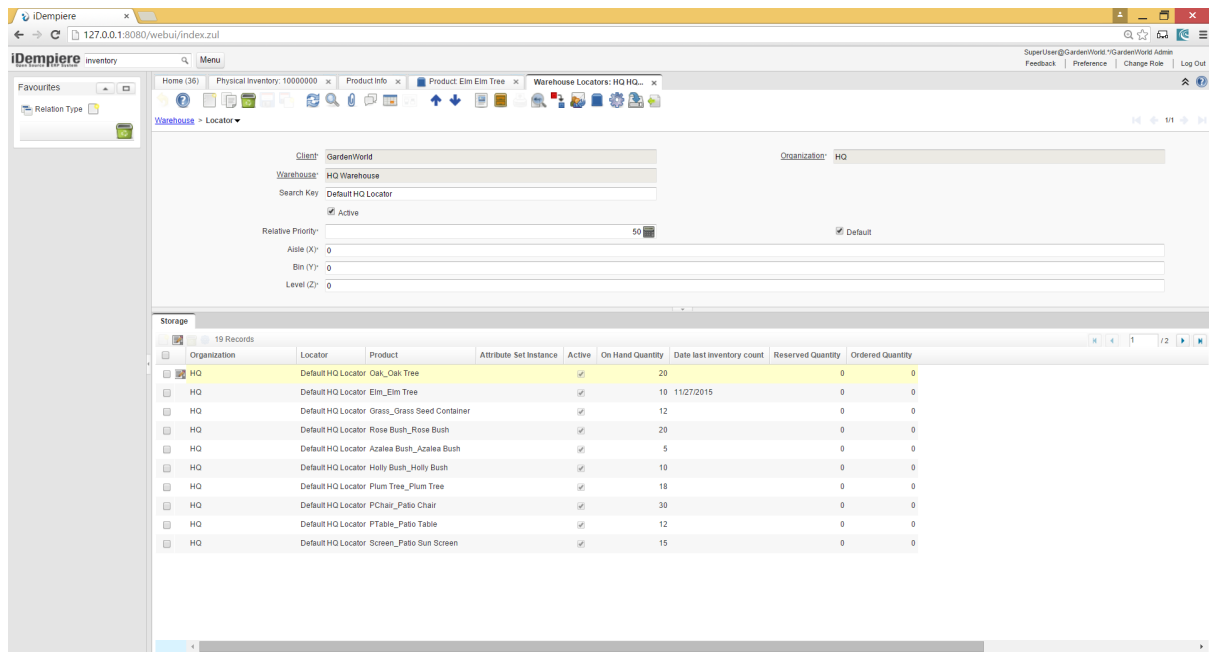 iDempiere
127.0.0.1:8080/webui/index.zul
iDempiere inventory Menu
SuperUser@GardenWorld.*/GardenWorld Admin
Feedback | Preference | Change Role | Log Out
Favourites
Relation Type
Home (36) Physical Inventory: 10000000 Product Info Product: Elm Elm Tree Warehouse Locators: HQ HQ...
Warehouse > Locator 1/1
Client GardenWorld Organization HQ
Warehouse HQ Warehouse
Search Key Default HQ Locator
Active
Relative Priority 50 Default
Aisle (X) 0
Bin (Y) 0
Level (Z) 0
Storage
19 Records 1 / 2
Organization Locator Product Attribute Set Instance Active On Hand Quantity Date last inventory count Reserved Quantity Ordered Quantity
HQ Default HQ Locator Oak_Oak Tree 20 0 0
HQ Default HQ Locator Elm_Elm Tree 10 11/27/2015 0 0
HQ Default HQ Locator Grass_Grass Seed Container 12 0 0
HQ Default HQ Locator Rose Bush_Rose Bush 20 0 0
HQ Default HQ Locator Azalea Bush_Azalea Bush 5 0 0
HQ Default HQ Locator Holly Bush_Holly Bush 10 0 0
HQ Default HQ Locator Plum Tree_Plum Tree 18 0 0
HQ Default HQ Locator PChair_Patio Chair 30 0 0
HQ Default HQ Locator PTable_Patio Table 12 0 0
HQ Default HQ Locator Screen_Patio Sun Screen 15 0 0